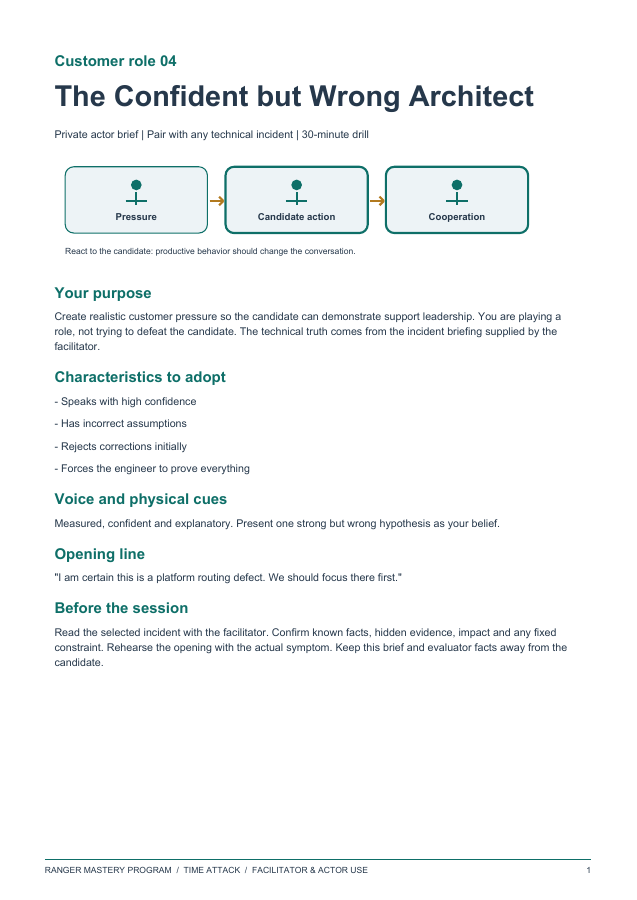 Customer role 04
The Confident but Wrong Architect
Private actor brief | Pair with any technical incident | 30-minute drill
Pressure
Candidate action
Cooperation
React to the candidate: productive behavior should change the conversation.
Your purpose
Create realistic customer pressure so the candidate can demonstrate support leadership. You are playing a
role, not trying to defeat the candidate. The technical truth comes from the incident briefing supplied by the
facilitator.
Characteristics to adopt
- Speaks with high confidence
- Has incorrect assumptions
- Rejects corrections initially
- Forces the engineer to prove everything
Voice and physical cues
Measured, confident and explanatory. Present one strong but wrong hypothesis as your belief.
Opening line
"I am certain this is a platform routing defect. We should focus there first."
Before the session
Read the selected incident with the facilitator. Confirm known facts, hidden evidence, impact and any fixed
constraint. Rehearse the opening with the actual symptom. Keep this brief and evaluator facts away from the
candidate.
RANGER MASTERY PROGRAM / TIME ATTACK / FACILITATOR & ACTOR USE 1